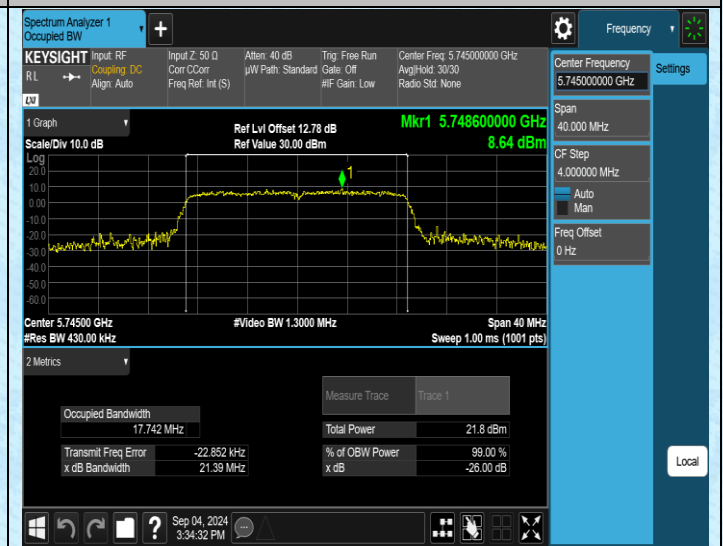 Spectrum Analyzer 1
Occupied BW
Frequency
KEYSIGHT
RL
LXI
Input: RF
Coupling: DC
Align: Auto
Input Z: 50 Ω
Corr CCorr
Freq Ref: Int (S)
Atten: 40 dB
µW Path: Standard
Trig: Free Run
Gate: Off
#IF Gain: Low
Center Freq: 5.745000000 GHz
Avg|Hold: 30/30
Radio Std: None
Center Frequency
5.745000000 GHz
Settings
Span
40.000 MHz
CF Step
4.000000 MHz
Auto
Man
Freq Offset
0 Hz
1 Graph
Scale/Div 10.0 dB
Ref Lvl Offset 12.78 dB
Ref Value 30.00 dBm
Mkr1 5.748600000 GHz
8.64 dBm
Log
20.0
10.0
0.00
-10.0
-20.0
-30.0
-40.0
-50.0
-60.0
1
Center 5.74500 GHz
#Res BW 430.00 kHz
#Video BW 1.3000 MHz
Span 40 MHz
Sweep 1.00 ms (1001 pts)
2 Metrics
Measure Trace
Trace 1
Occupied Bandwidth
17.742 MHz
Total Power
21.8 dBm
Transmit Freq Error
-22.852 kHz
% of OBW Power
99.00 %
x dB Bandwidth
21.39 MHz
x dB
-26.00 dB
Local
?
Sep 04, 2024
3:34:32 PM